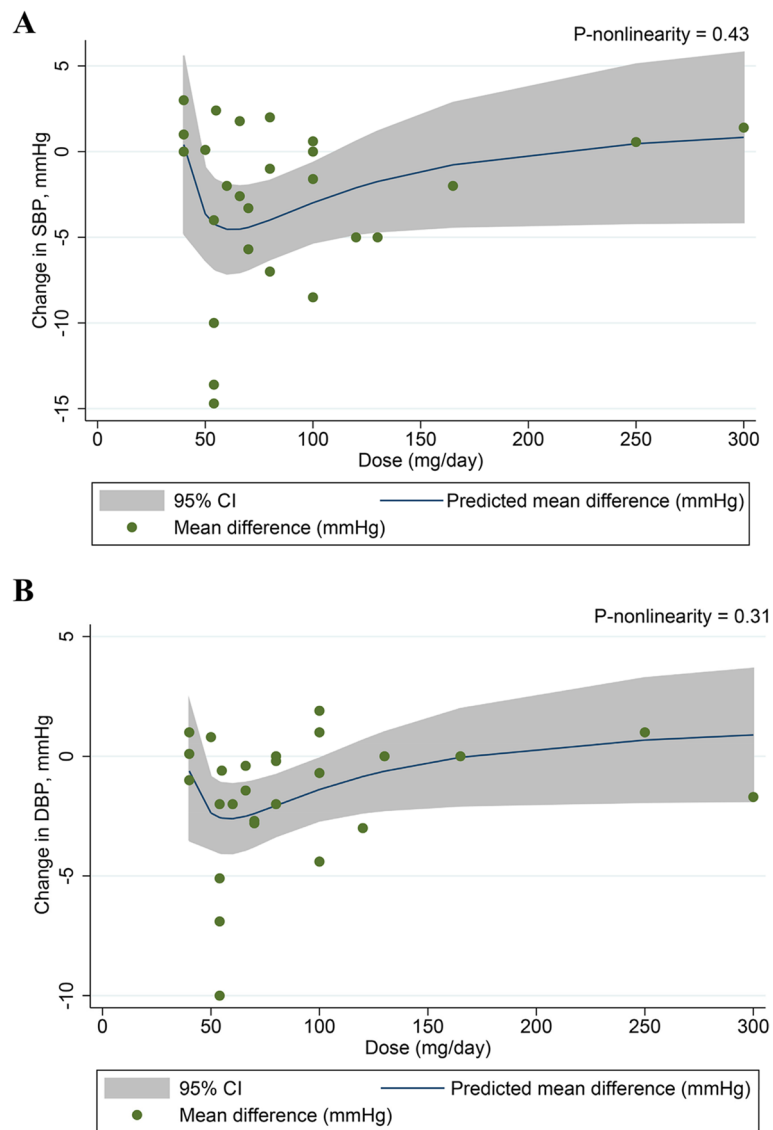 A
P-nonlinearity = 0.43
5
0
-5
-10
-15
Change in SBP, mmHg
0 50 100 150 200 250 300
Dose (mg/day)
95% CI Predicted mean difference (mmHg)
Mean difference (mmHg)
B
P-nonlinearity = 0.31
5
0
-5
-10
Change in DBP, mmHg
0 50 100 150 200 250 300
Dose (mg/day)
95% CI Predicted mean difference (mmHg)
Mean difference (mmHg)